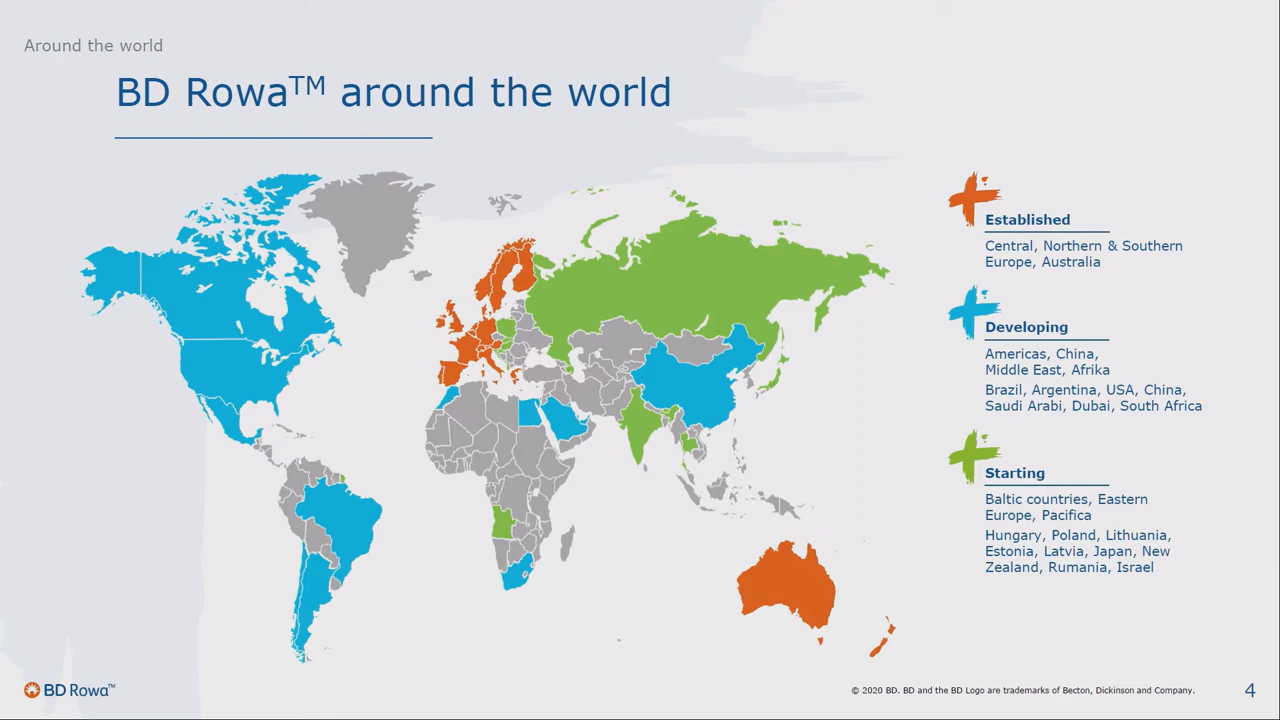 Around the world
BD Rowa™ around the world
Established
Central, Northern & Southern
Europe, Australia
Developing
Americas, China,
Middle East, Afrika
Brazil, Argentina, USA, China,
Saudi Arabi, Dubai, South Africa
Starting
Baltic countries, Eastern
Europe, Pacifica
Hungary, Poland, Lithuania,
Estonia, Latvia, Japan, New
Zealand, Rumania, Israel
BD Rowa™
© 2020 BD. BD and the BD Logo are trademarks of Becton, Dickinson and Company.
4